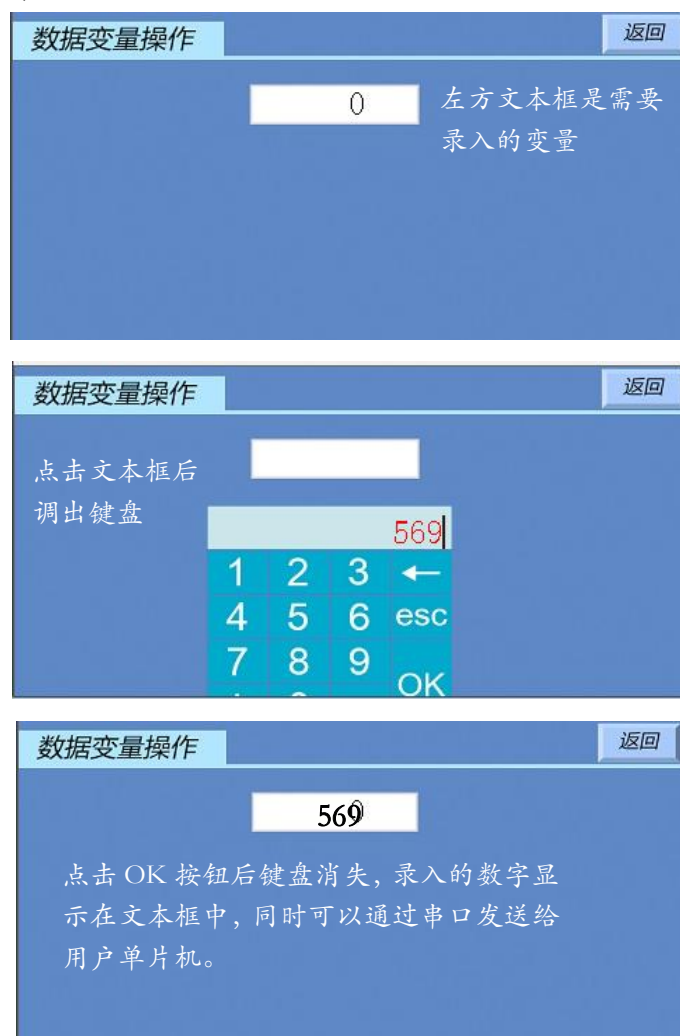 数据变量操作
返回
0
左方文本框是需要
录入的变量
数据变量操作
返回
点击文本框后
调出键盘
569
1 2 3 ←
4 5 6 esc
7 8 9
OK
数据变量操作
返回
569
点击 OK 按钮后键盘消失，录入的数字显
示在文本框中，同时可以通过串口发送给
用户单片机。